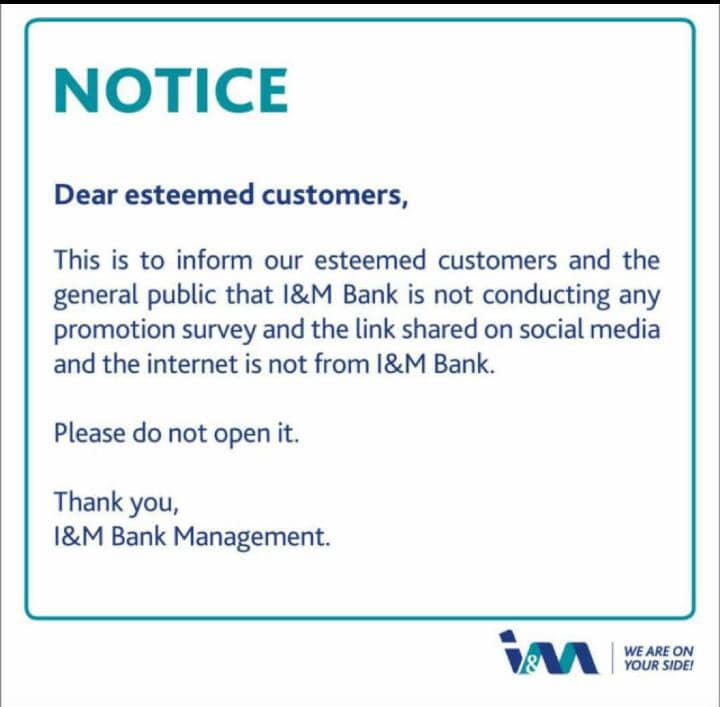 NOTICE
Dear esteemed customers,
This is to inform our esteemed customers and the
general public that I&M Bank is not conducting any
promotion survey and the link shared on social media
and the internet is not from I&M Bank.
Please do not open it.
Thank you,
I&M Bank Management.
I&M
WE ARE ON
YOUR SIDE!